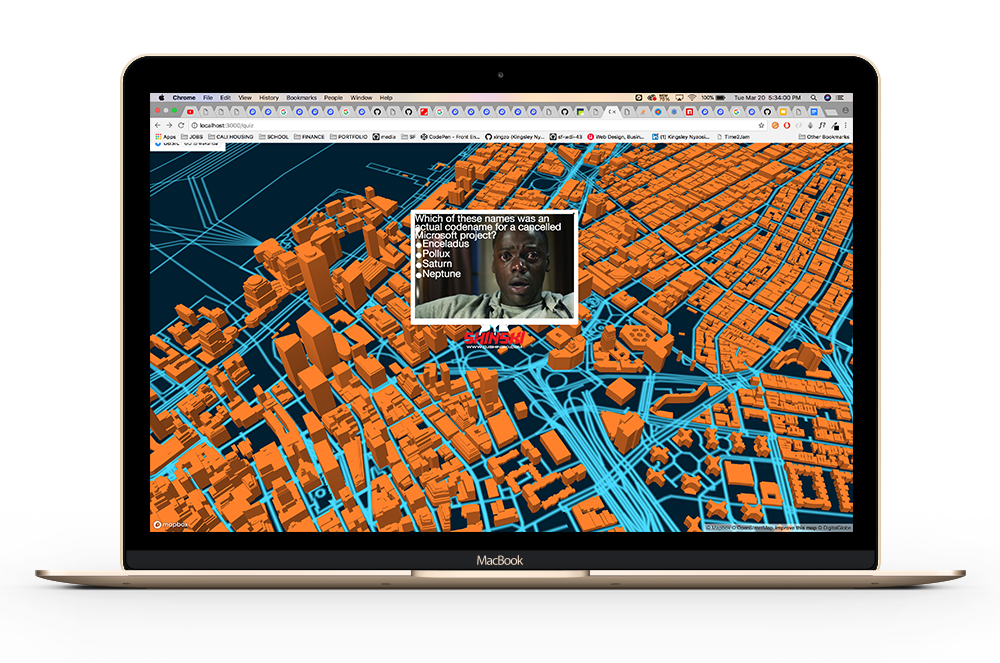 Chrome File Edit View History Bookmarks People Window Help 100% Tue Mar 20 5:34:00 PM
localhost:3000/quiz
Apps JOBS CALI HOUSING SCHOOL FINANCE PORTFOLIO media SF CodePen - Front En... xingzo (Kingsley Ny... sf-wdi-43 Web Design, Busin... (1) Kingsley Nyaosi... Time2Jam Other Bookmarks
Which of these names was an
actual codename for a cancelled
Microsoft project?
Enceladus
Pollux
Saturn
Neptune
SHINSKI
mapbox
© Mapbox © OpenStreetMap Improve this map © DigitalGlobe
MacBook